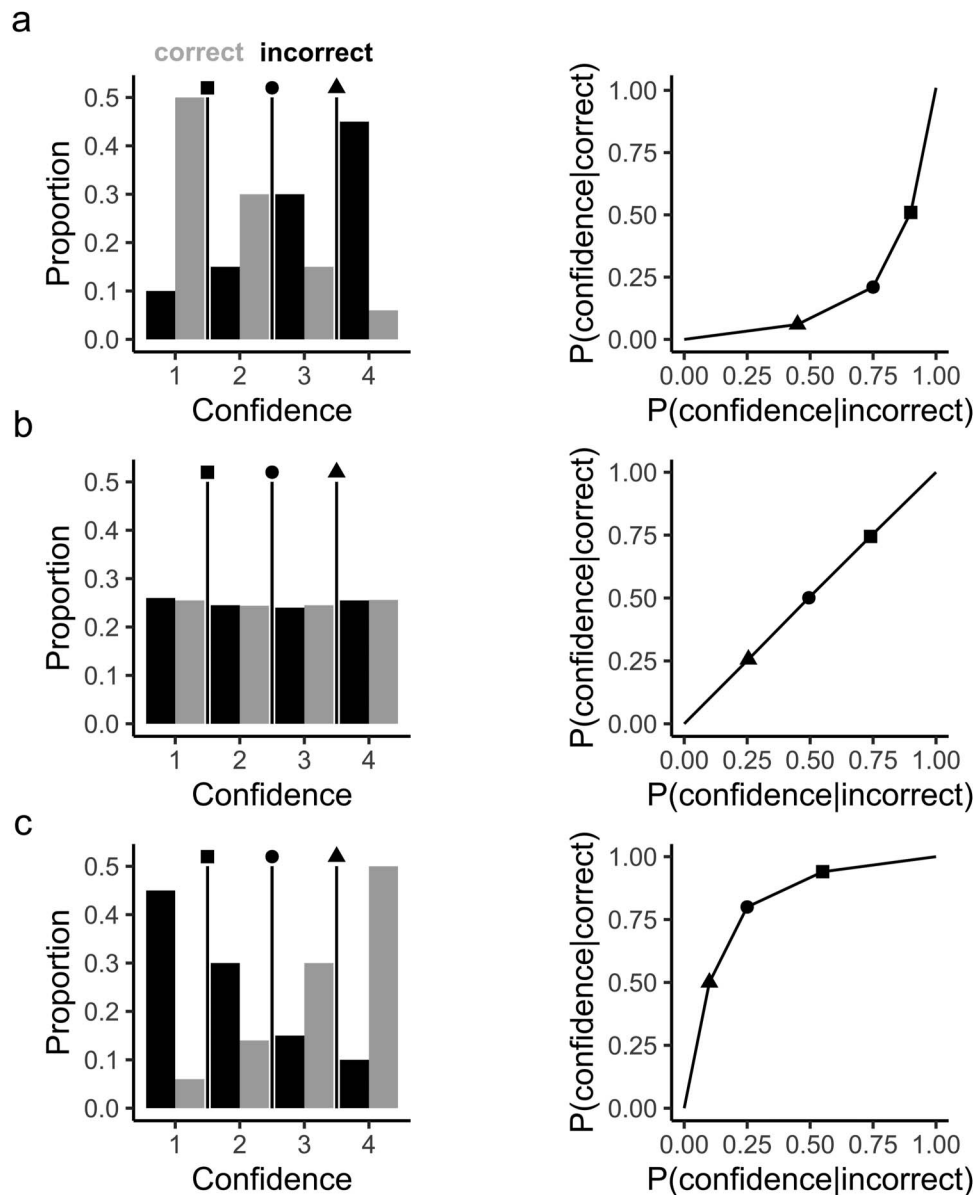 a
correct incorrect
Proportion
0.5
0.4
0.3
0.2
0.1
0.0
1 2 3 4
Confidence
P(confidence|correct)
1.00
0.75
0.50
0.25
0.00
0.00 0.25 0.50 0.75 1.00
P(confidence|incorrect)
b
Proportion
0.5
0.4
0.3
0.2
0.1
0.0
1 2 3 4
Confidence
P(confidence|correct)
1.00
0.75
0.50
0.25
0.00
0.00 0.25 0.50 0.75 1.00
P(confidence|incorrect)
c
Proportion
0.5
0.4
0.3
0.2
0.1
0.0
1 2 3 4
Confidence
P(confidence|correct)
1.00
0.75
0.50
0.25
0.00
0.00 0.25 0.50 0.75 1.00
P(confidence|incorrect)